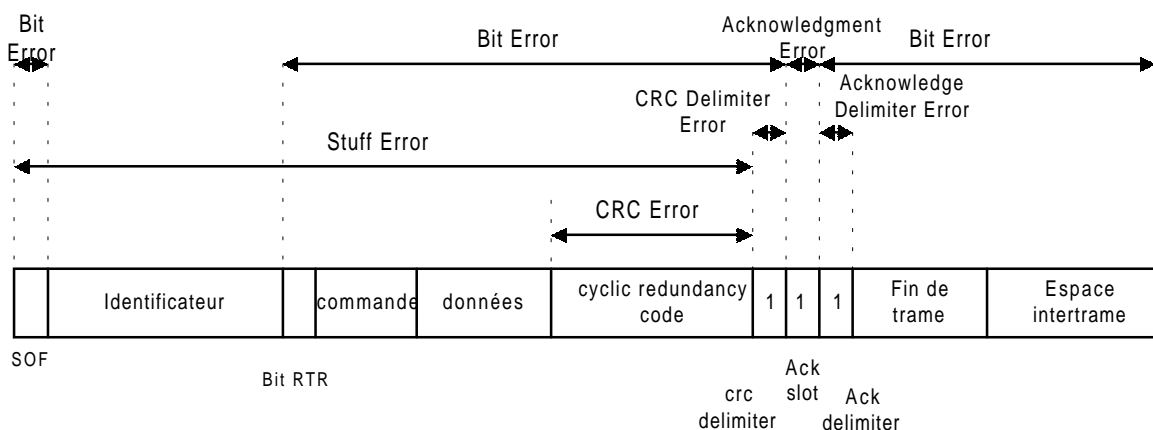 Bit
Error
Bit Error
Acknowledgment
Error
Bit Error
CRC Delimiter
Error
Acknowledge
Delimiter Error
Stuff Error
CRC Error
Identificateur
commande
données
cyclic redundancy
code
1
1
1
Fin de
trame
Espace
intertrame
SOF
Bit RTR
crc
delimiter
Ack
slot
Ack
delimiter